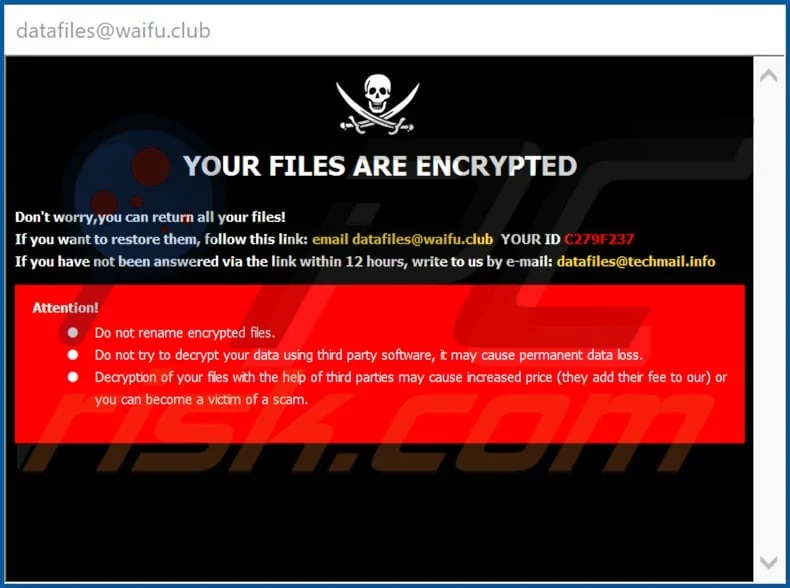 datafiles@waifu.club
YOUR FILES ARE ENCRYPTED
Don't worry,you can return all your files!
If you want to restore them, follow this link: email datafiles@waifu.club YOUR ID C279F237
If you have not been answered via the link within 12 hours, write to us by e-mail: datafiles@techmail.info
Attention!
Do not rename encrypted files.
Do not try to decrypt your data using third party software, it may cause permanent data loss.
Decryption of your files with the help of third parties may cause increased price (they add their fee to our) or
you can become a victim of a scam.
PC
risk.com